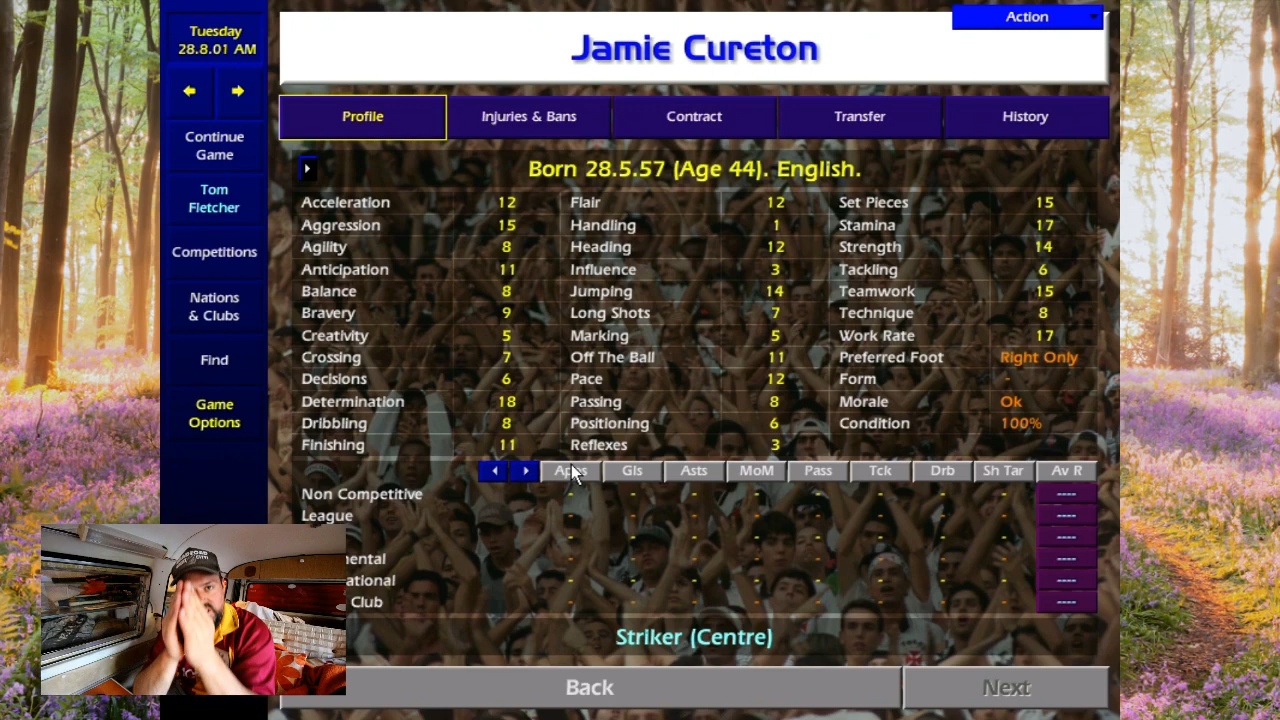 Tuesday
28.8.01 AM
Continue
Game
Tom
Fletcher
Competitions
Nations
& Clubs
Find
Game
Options
Action
Jamie Cureton
Profile Injuries & Bans Contract Transfer History
Born 28.5.57 (Age 44). English.
Acceleration 12 Flair 12 Set Pieces 15
Aggression 15 Handling 1 Stamina 17
Agility 8 Heading 12 Strength 14
Anticipation 11 Influence 3 Tackling 6
Balance 8 Jumping 14 Teamwork 15
Bravery 9 Long Shots 7 Technique 8
Creativity 5 Marking 5 Work Rate 17
Crossing 7 Off The Ball 11 Preferred Foot Right Only
Decisions 6 Pace 12 Form -
Determination 18 Passing 8 Morale Ok
Dribbling 8 Positioning 6 Condition 100%
Finishing 11 Reflexes 3
Gls Asts MoM Pass Tck Drb Sh Tar Av R
Non Competitive - - - - - - - - ----
League - - - - - - - - ----
- - - - - - - - ----
mental - - - - - - - - ----
ational - - - - - - - - ----
Club - - - - - - - - ----
Striker (Centre)
Back Next